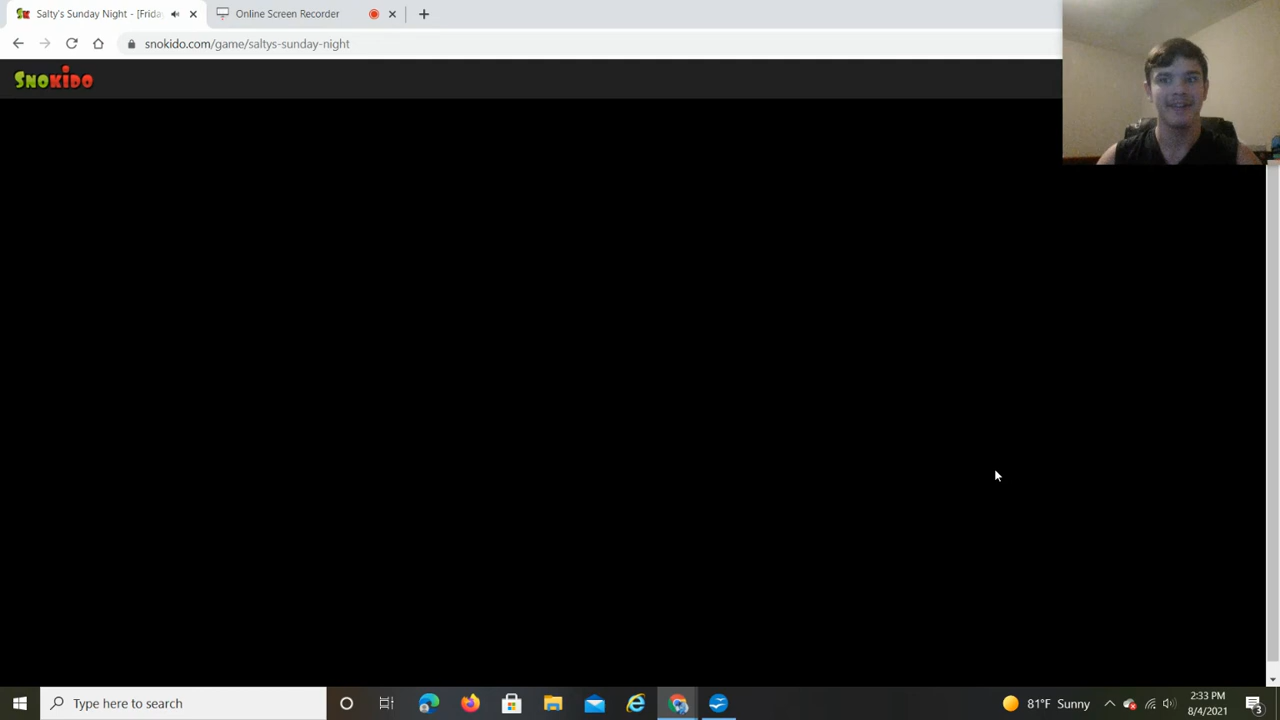 Salty's Sunday Night - [Frida
Online Screen Recorder
snokido.com/game/saltys-sunday-night
SNOKIDO
Type here to search
81°F Sunny
2:33 PM
8/4/2021
3